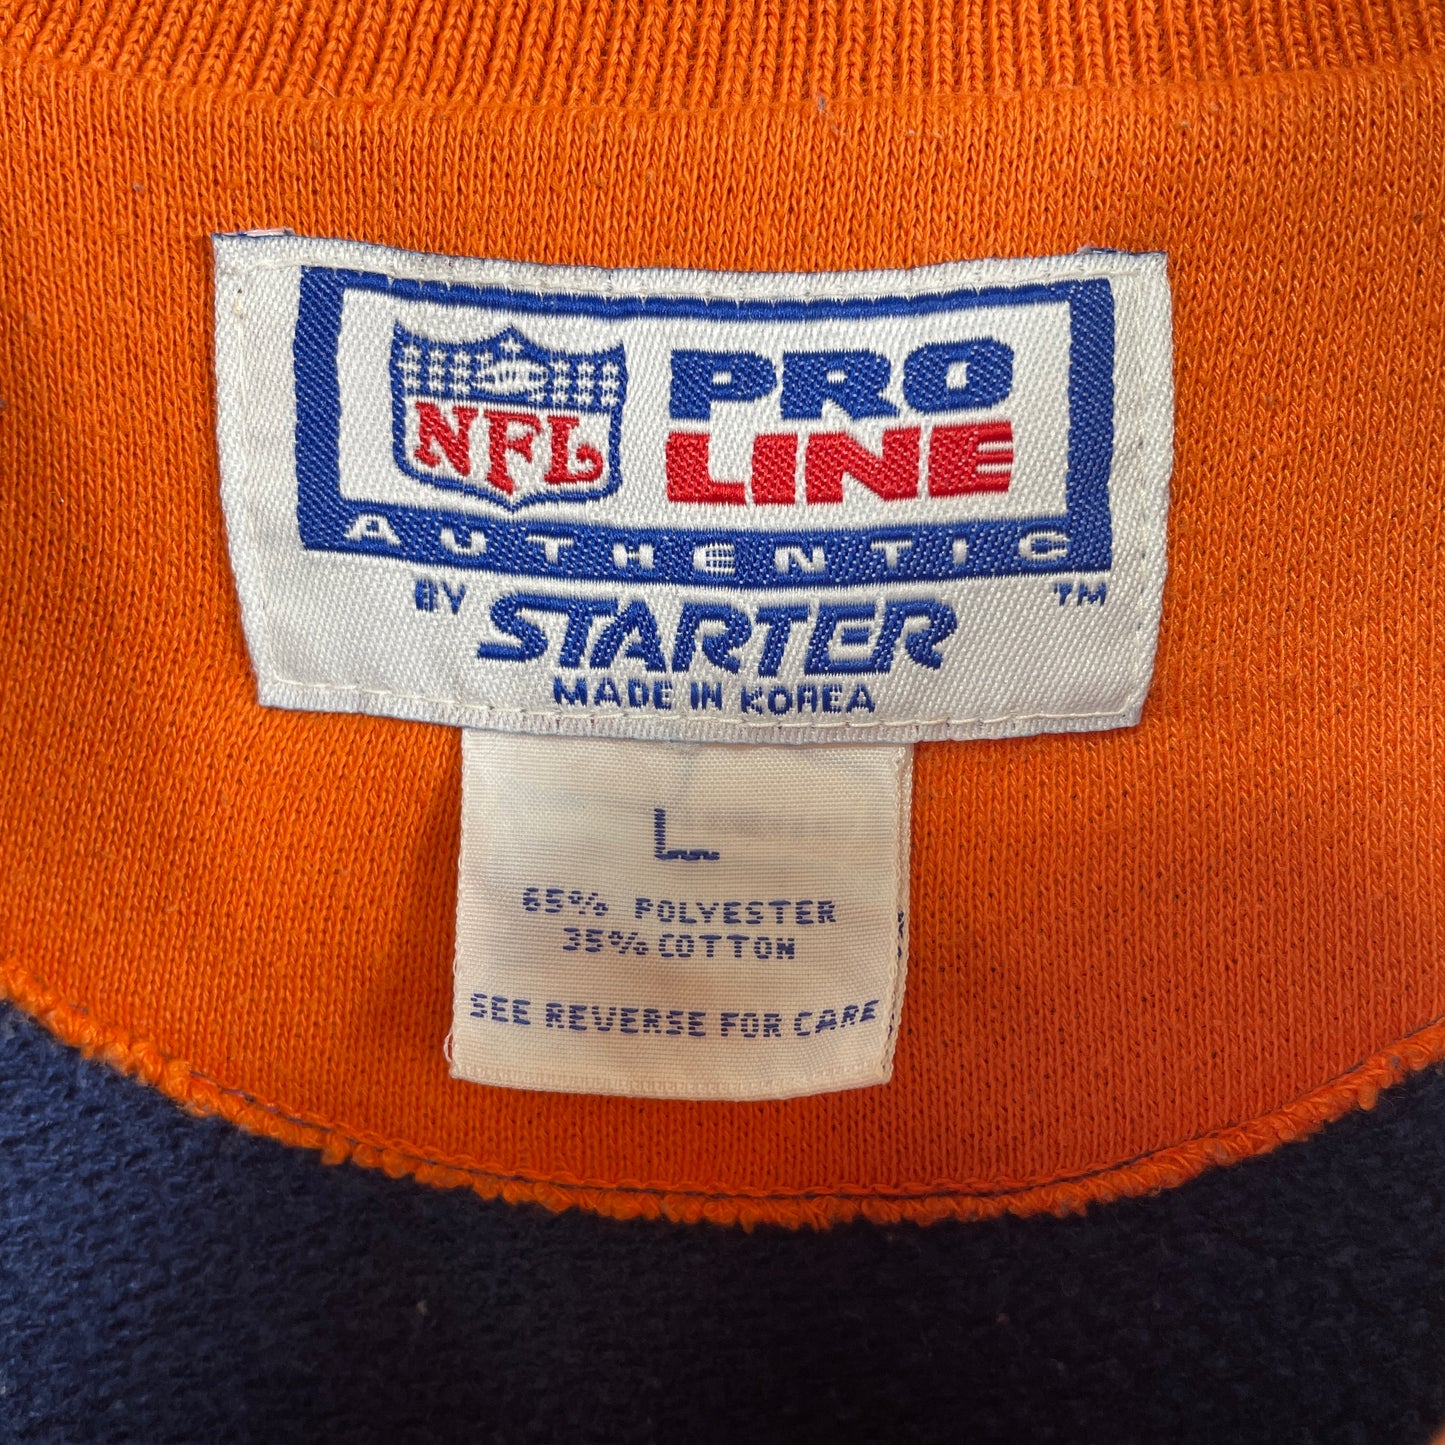 NFL
PRO
LINE
AUTHENTIC
BY STARTER ™
MADE IN KOREA
L
65% POLYESTER
35% COTTON
SEE REVERSE FOR CARE